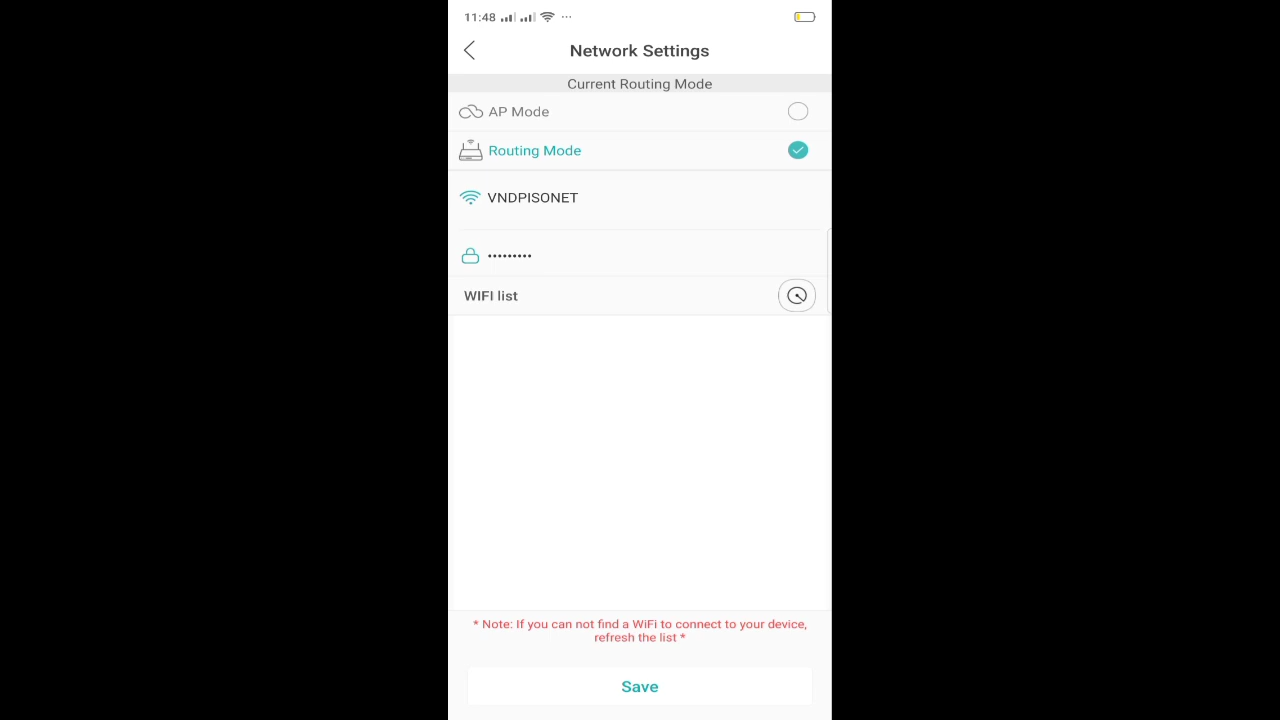 11:48
Network Settings
Current Routing Mode
AP Mode
Routing Mode
VNDPISONET
•••••••••
WIFI list
* Note: If you can not find a WiFi to connect to your device,
refresh the list *
Save